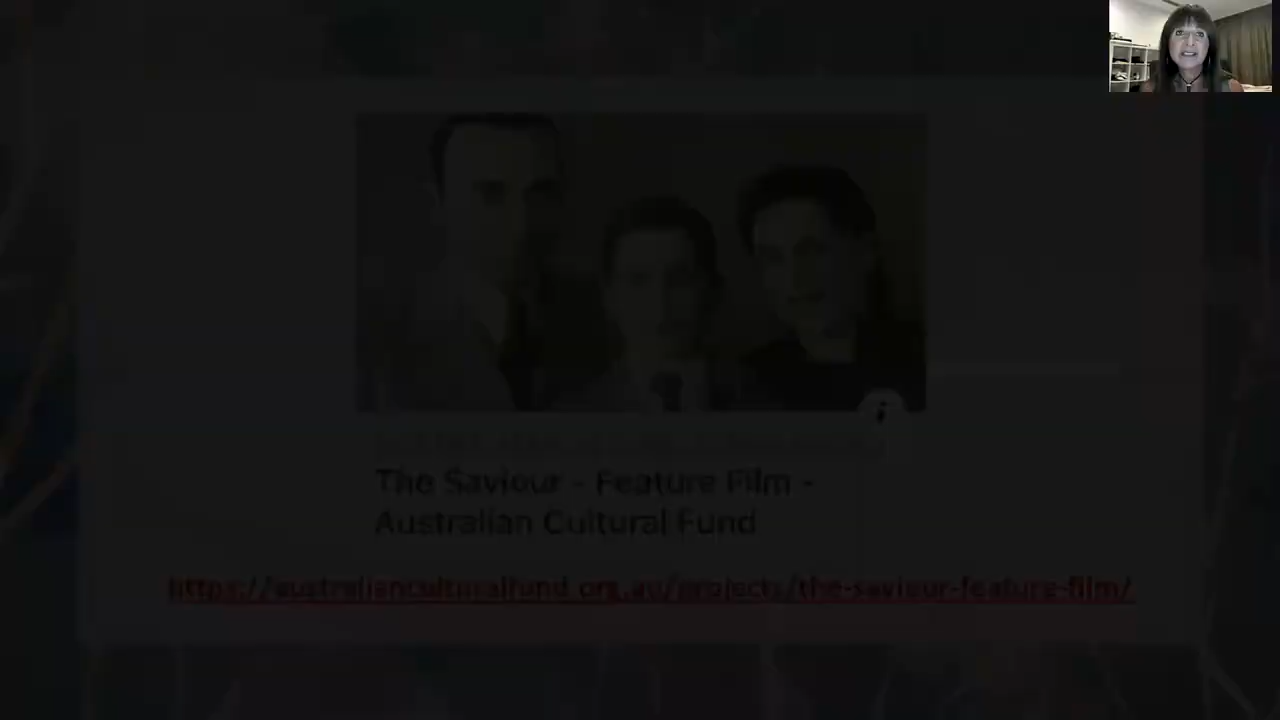 The Saviour - Feature Film -
Australian Cultural Fund
https://australianculturalfund.org.au/projects/the-saviour-feature-film/